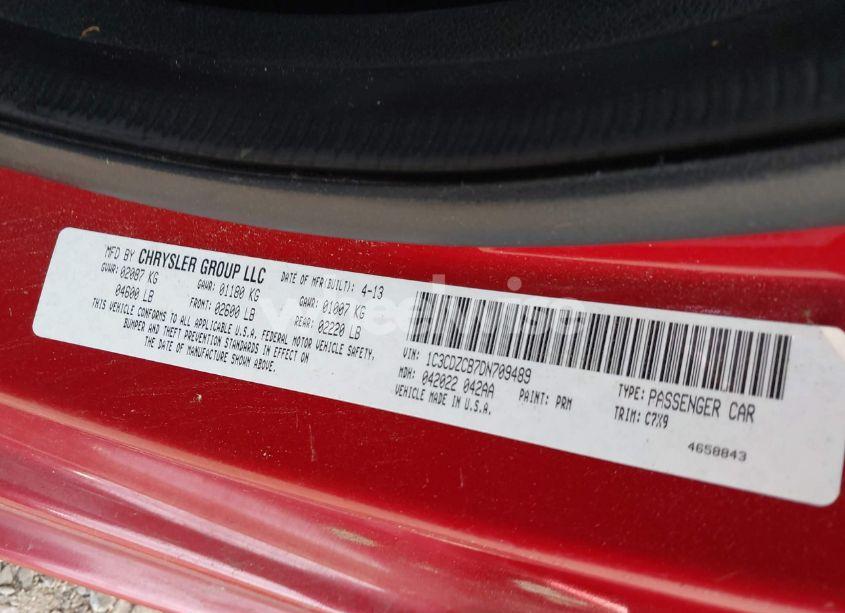 MFD BY CHRYSLER GROUP LLC DATE OF MFR(BUILT): 4-13
GVWR: 02087 KG GAWR: 01180 KG GAWR: 01007 KG
04600 LB FRONT: 02600 LB REAR: 02220 LB
THIS VEHICLE CONFORMS TO ALL APPLICABLE U.S.A. FEDERAL MOTOR VEHICLE SAFETY,
BUMPER AND THEFT PREVENTION STANDARDS IN EFFECT ON
THE DATE OF MANUFACTURE SHOWN ABOVE.
VIN: 1C3CDZCB7DN709489 TYPE: PASSENGER CAR
MDH: 042022 042AA PAINT: PRM TRIM: C7X9
VEHICLE MADE IN U.S.A. 4658843